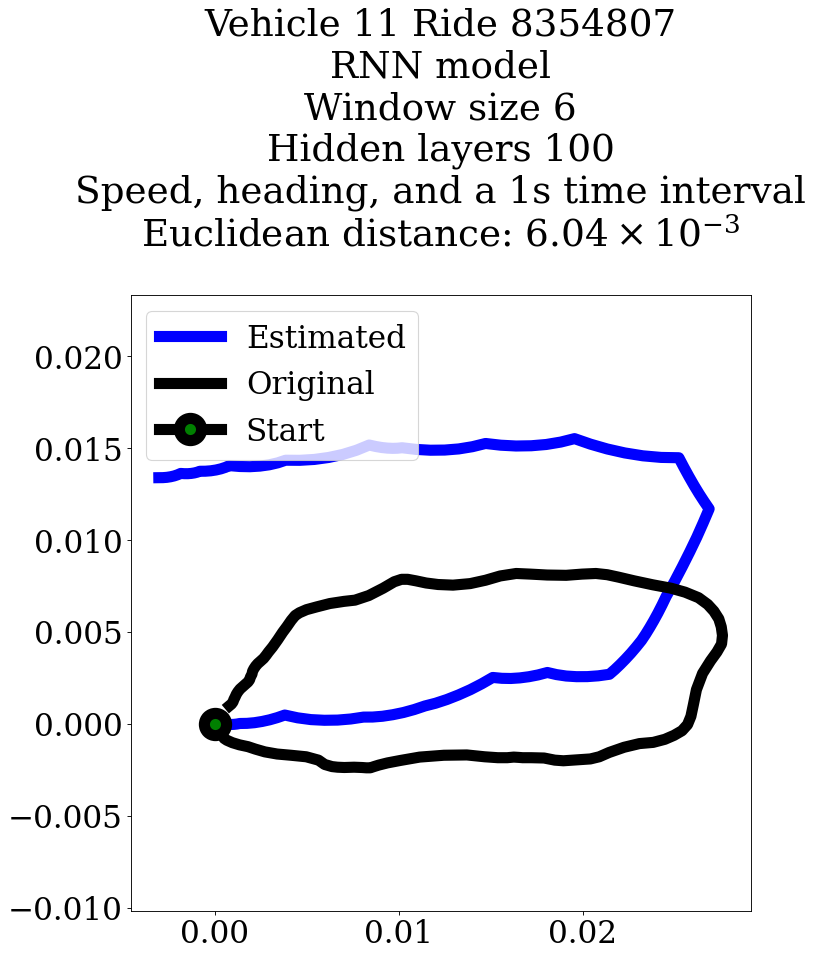 Vehicle 11 Ride 8354807
RNN model
Window size 6
Hidden layers 100
Speed, heading, and a 1s time interval
Euclidean distance: 6.04 × 10⁻³
Estimated
Original
Start
0.020
0.015
0.010
0.005
0.000
−0.005
−0.010
0.00 0.01 0.02